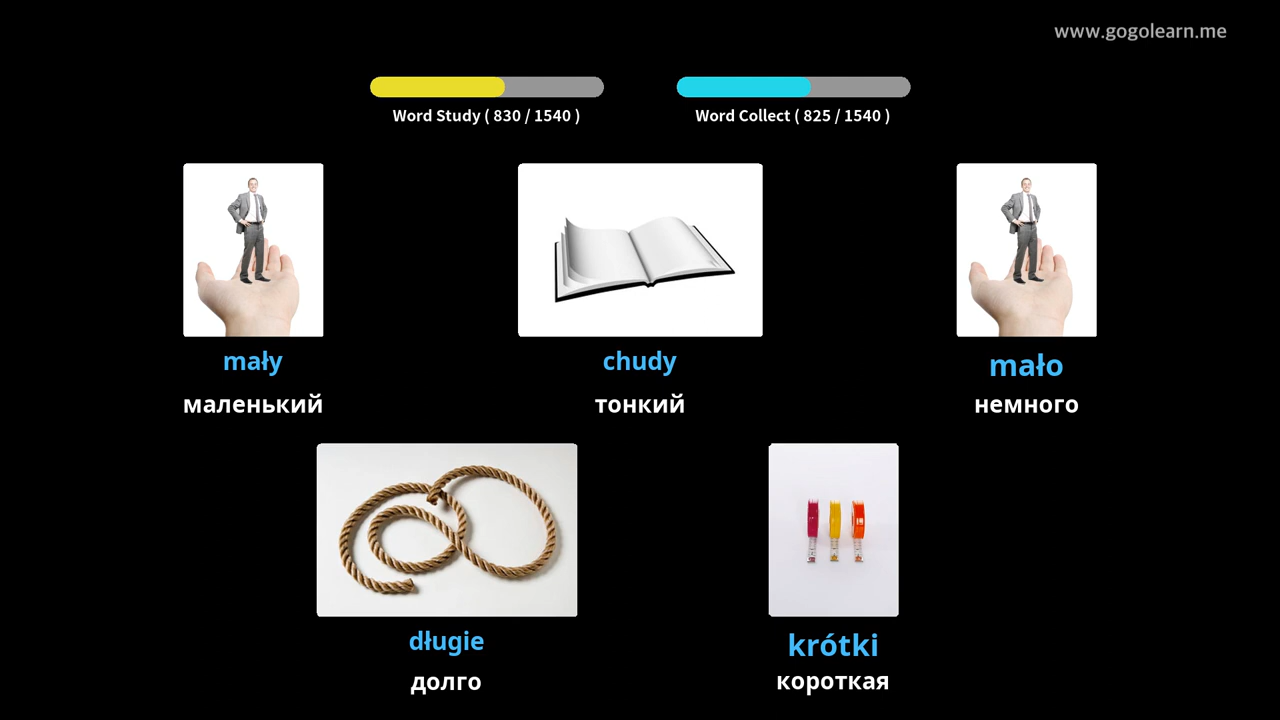 www.gogolearn.me
Word Study ( 830 / 1540 )
Word Collect ( 825 / 1540 )
mały
маленький
chudy
тонкий
mało
немного
długie
долго
krótki
короткая